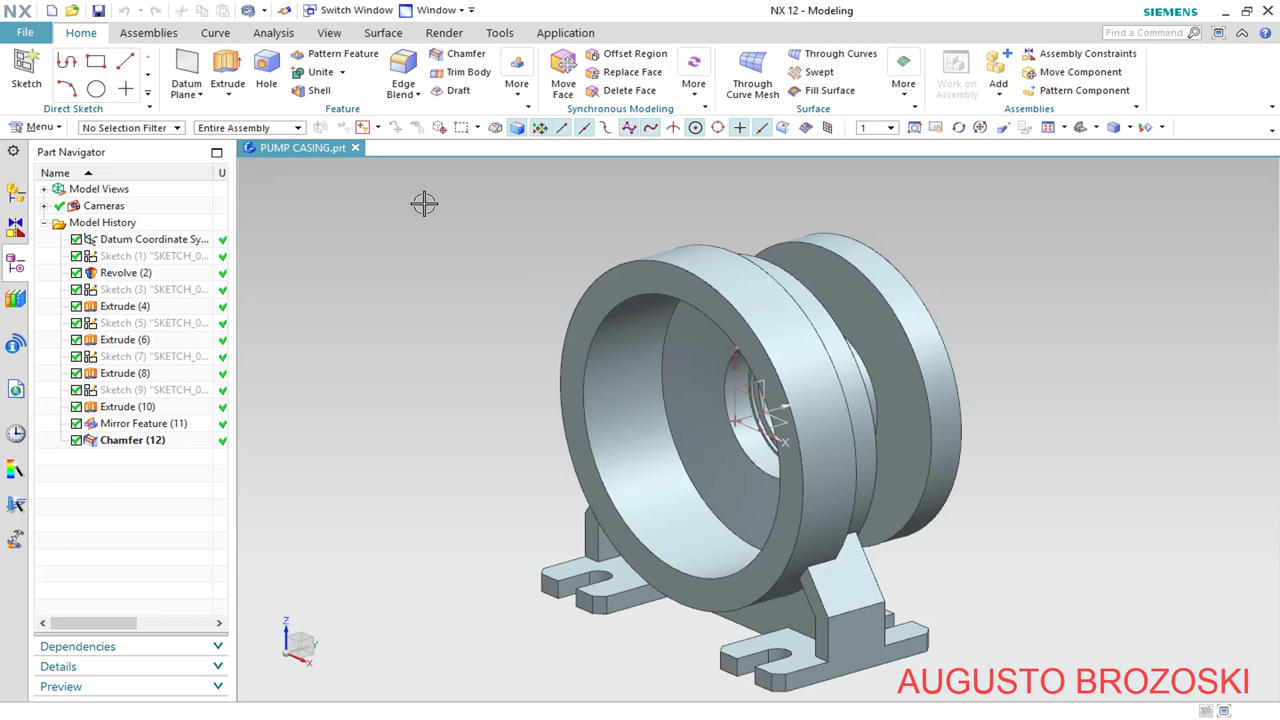 NX
Switch Window
Window
NX 12 - Modeling
SIEMENS
File
Home
Assemblies
Curve
Analysis
View
Surface
Render
Tools
Application
Find a Command
Sketch
Direct Sketch
Datum Plane
Extrude
Hole
Pattern Feature
Unite
Shell
Edge Blend
Chamfer
Trim Body
Draft
More
Feature
Move Face
Offset Region
Replace Face
Delete Face
More
Synchronous Modeling
Through Curve Mesh
Through Curves
Swept
Fill Surface
More
Surface
Work on Assembly
Add
Assembly Constraints
Move Component
Pattern Component
Assemblies
Menu
No Selection Filter
Entire Assembly
1
Part Navigator
PUMP CASING.prt
Name
U
Model Views
Cameras
Model History
Datum Coordinate Sy...
Sketch (1) "SKETCH_0...
Revolve (2)
Sketch (3) "SKETCH_0...
Extrude (4)
Sketch (5) "SKETCH_0...
Extrude (6)
Sketch (7) "SKETCH_0...
Extrude (8)
Sketch (9) "SKETCH_0...
Extrude (10)
Mirror Feature (11)
Chamfer (12)
Dependencies
Details
Preview
X
Z
Y
X
AUGUSTO BROZOSKI